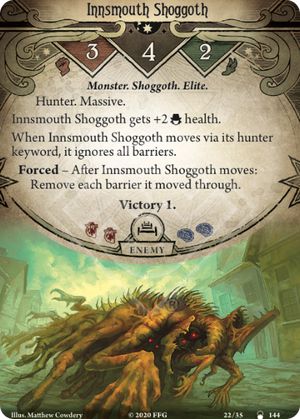 Innsmouth Shoggoth
3 4 2
Monster. Shoggoth. Elite.
Hunter. Massive.
Innsmouth Shoggoth gets +2 health.
When Innsmouth Shoggoth moves via its hunter
keyword, it ignores all barriers.
Forced – After Innsmouth Shoggoth moves:
Remove each barrier it moved through.
Victory 1.
ENEMY
Illus. Matthew Cowdery © 2020 FFG 22/35 144